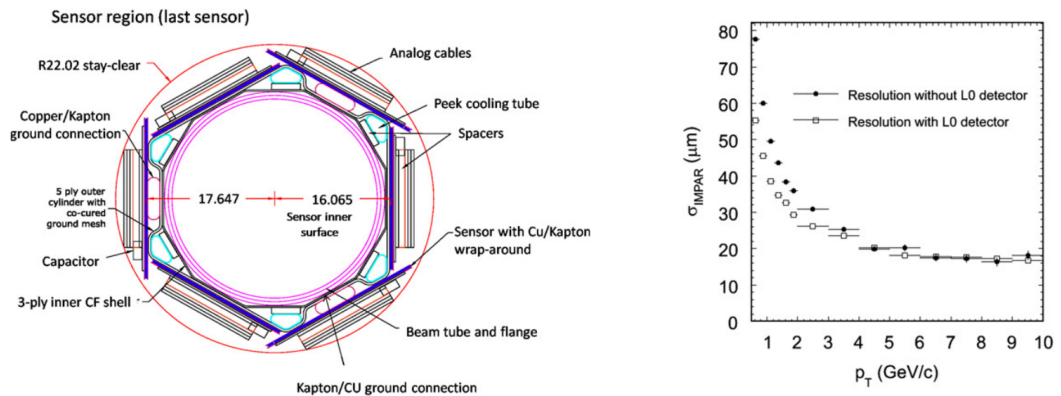 Sensor region (last sensor)
R22.02 stay-clear
Analog cables
Copper/Kapton
ground connection
Peek cooling tube
Spacers
17.647
16.065
Sensor inner
surface
5 ply outer
cylinder with
co-cured
ground mesh
Sensor with Cu/Kapton
wrap-around
Capacitor
3-ply inner CF shell
Beam tube and flange
Kapton/CU ground connection
80
70
60
50
40
30
20
10
0
σIMPAR (μm)
Resolution without L0 detector
Resolution with L0 detector
1 2 3 4 5 6 7 8 9 10
pT (GeV/c)